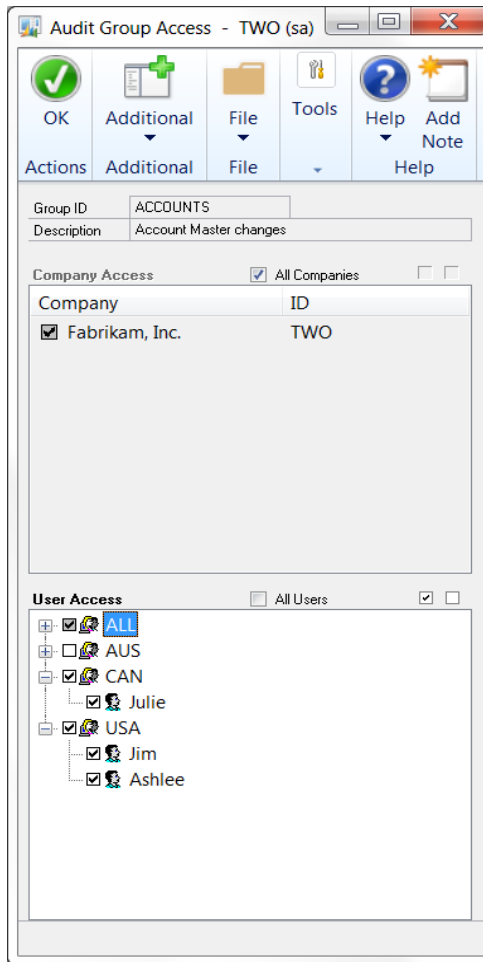 Audit Group Access - TWO (sa)
OK Additional File Tools Help Add Note
Actions Additional File Help
Group ID ACCOUNTS
Description Account Master changes
Company Access All Companies
Company ID
Fabrikam, Inc. TWO
User Access All Users
ALL
AUS
CAN
Julie
USA
Jim
Ashlee